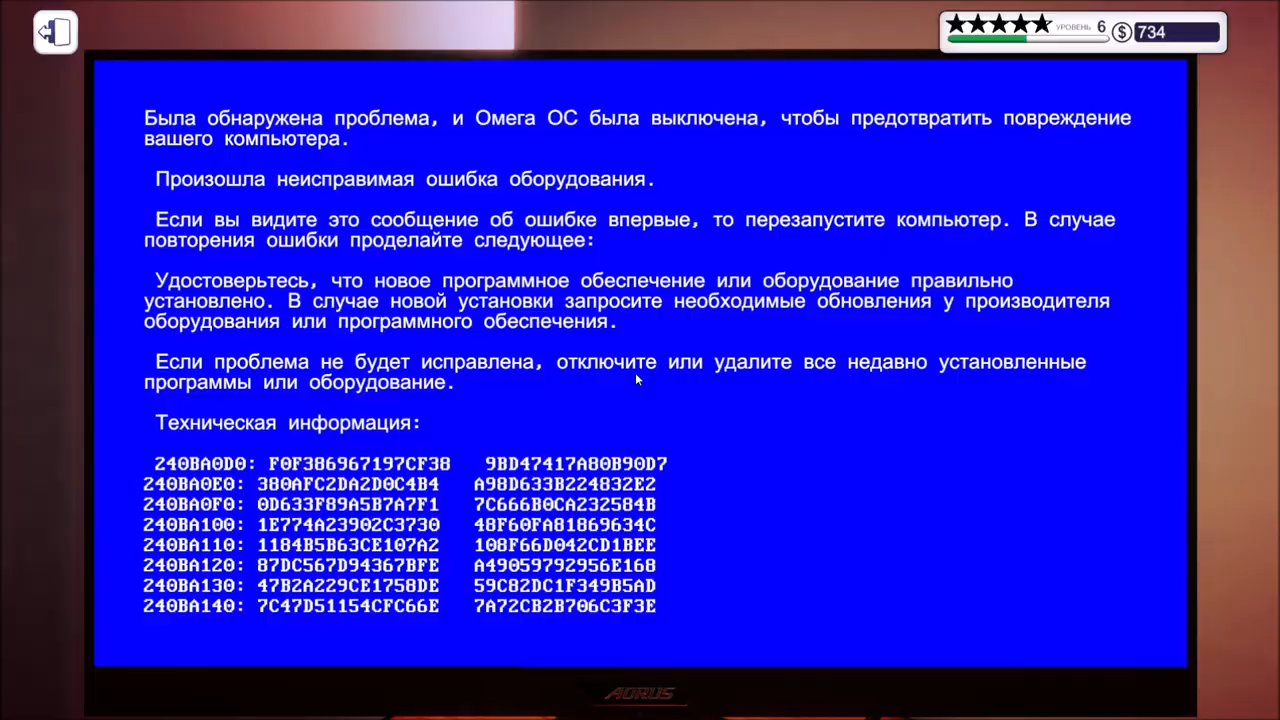 УРОВЕНЬ 6 $ 734
Была обнаружена проблема, и Омега ОС была выключена, чтобы предотвратить повреждение
вашего компьютера.
Произошла неисправимая ошибка оборудования.
Если вы видите это сообщение об ошибке впервые, то перезапустите компьютер. В случае
повторения ошибки проделайте следующее:
Удостоверьтесь, что новое программное обеспечение или оборудование правильно
установлено. В случае новой установки запросите необходимые обновления у производителя
оборудования или программного обеспечения.
Если проблема не будет исправлена, отключите или удалите все недавно установленные
программы или оборудование.
Техническая информация:
240BA0D0: F0F386967197CF38 9BD47417A80B90D7
240BA0E0: 380AFC2DA2D0C4B4 A98D633B224832E2
240BA0F0: 0D633F89A5B7A7F1 7C666B0CA232584B
240BA100: 1E774A23902C3730 48F60FA81869634C
240BA110: 1184B5B63CE107A2 108F66D042CD1BEE
240BA120: 87DC567D94367BFE A49059792956E168
240BA130: 47B2A229CE1758DE 59C82DC1F349B5AD
240BA140: 7C47D51154CFC66E 7A72CB2B706C3F3E
AORUS